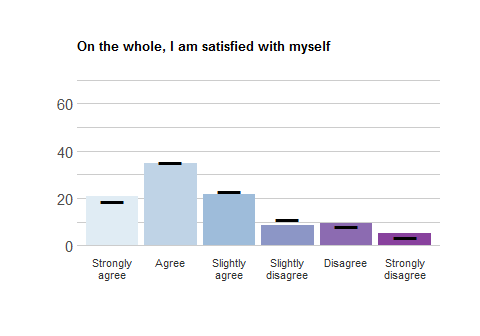 On the whole, I am satisfied with myself
60
40
20
0
Strongly agree
Agree
Slightly agree
Slightly disagree
Disagree
Strongly disagree